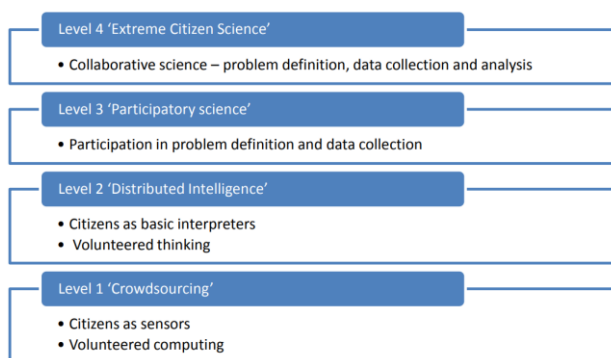 Level 4 ‘Extreme Citizen Science’
• Collaborative science – problem definition, data collection and analysis
Level 3 ‘Participatory science’
• Participation in problem definition and data collection
Level 2 ‘Distributed Intelligence’
• Citizens as basic interpreters
• Volunteered thinking
Level 1 ‘Crowdsourcing’
• Citizens as sensors
• Volunteered computing